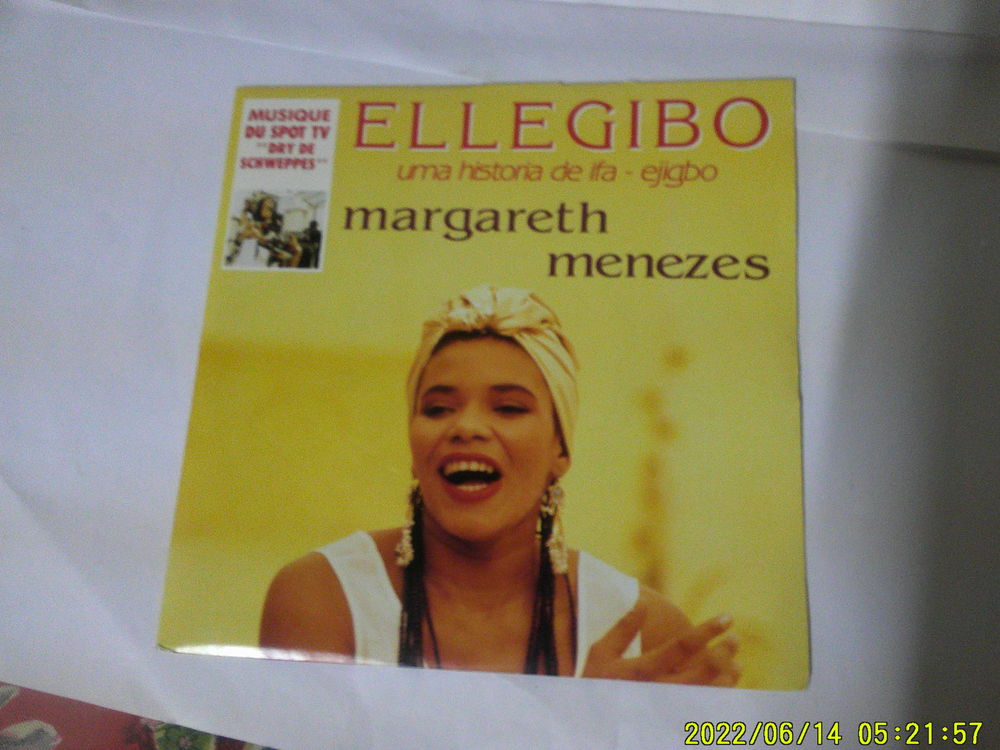 MUSIQUE
DU SPOT TV
"DRY DE
SCHWEPPES"
ELLEGIBO
uma historia de ifa - ejigbo
margareth
menezes
2022/06/14 05:21:57